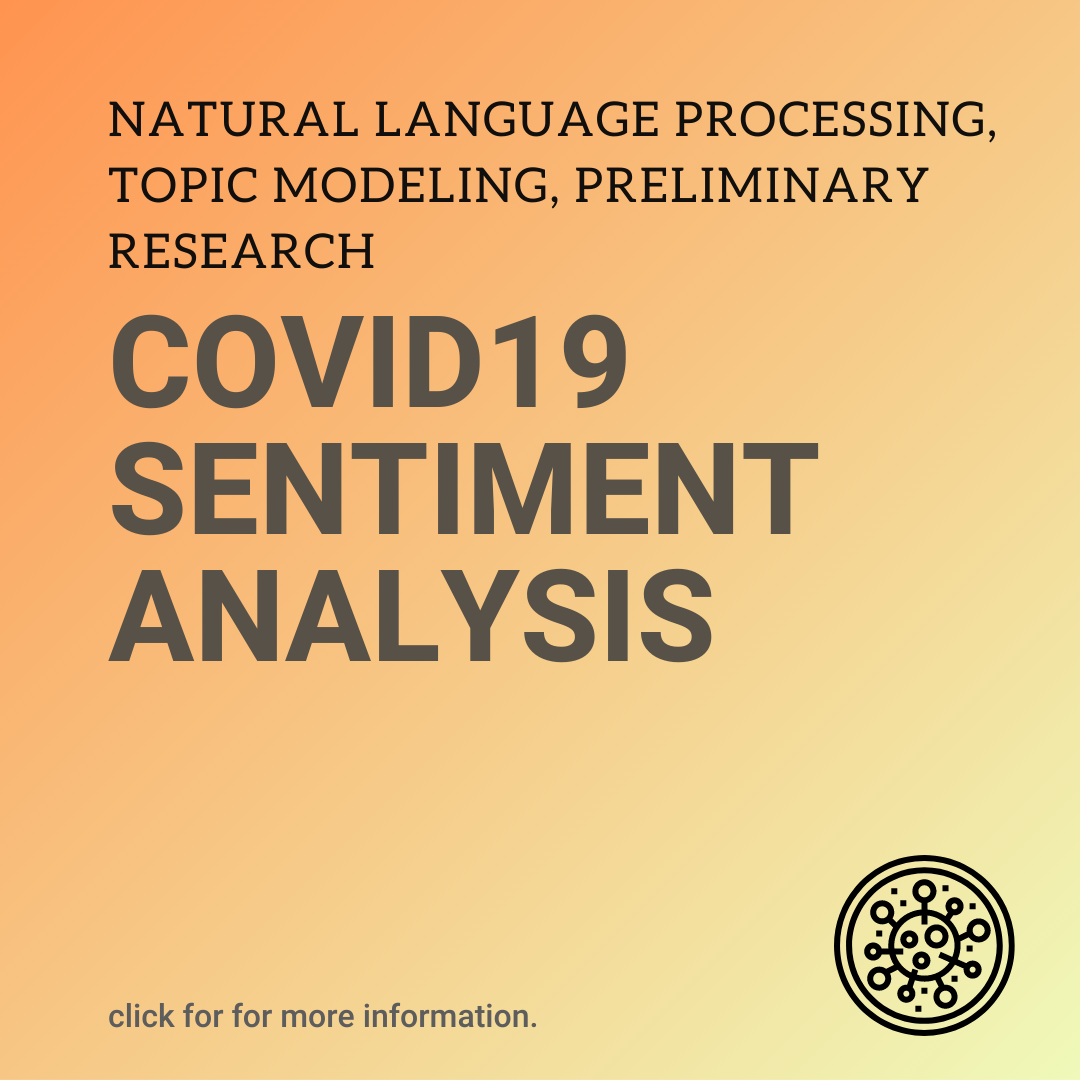 NATURAL LANGUAGE PROCESSING,
TOPIC MODELING, PRELIMINARY
RESEARCH
COVID19
SENTIMENT
ANALYSIS
click for for more information.